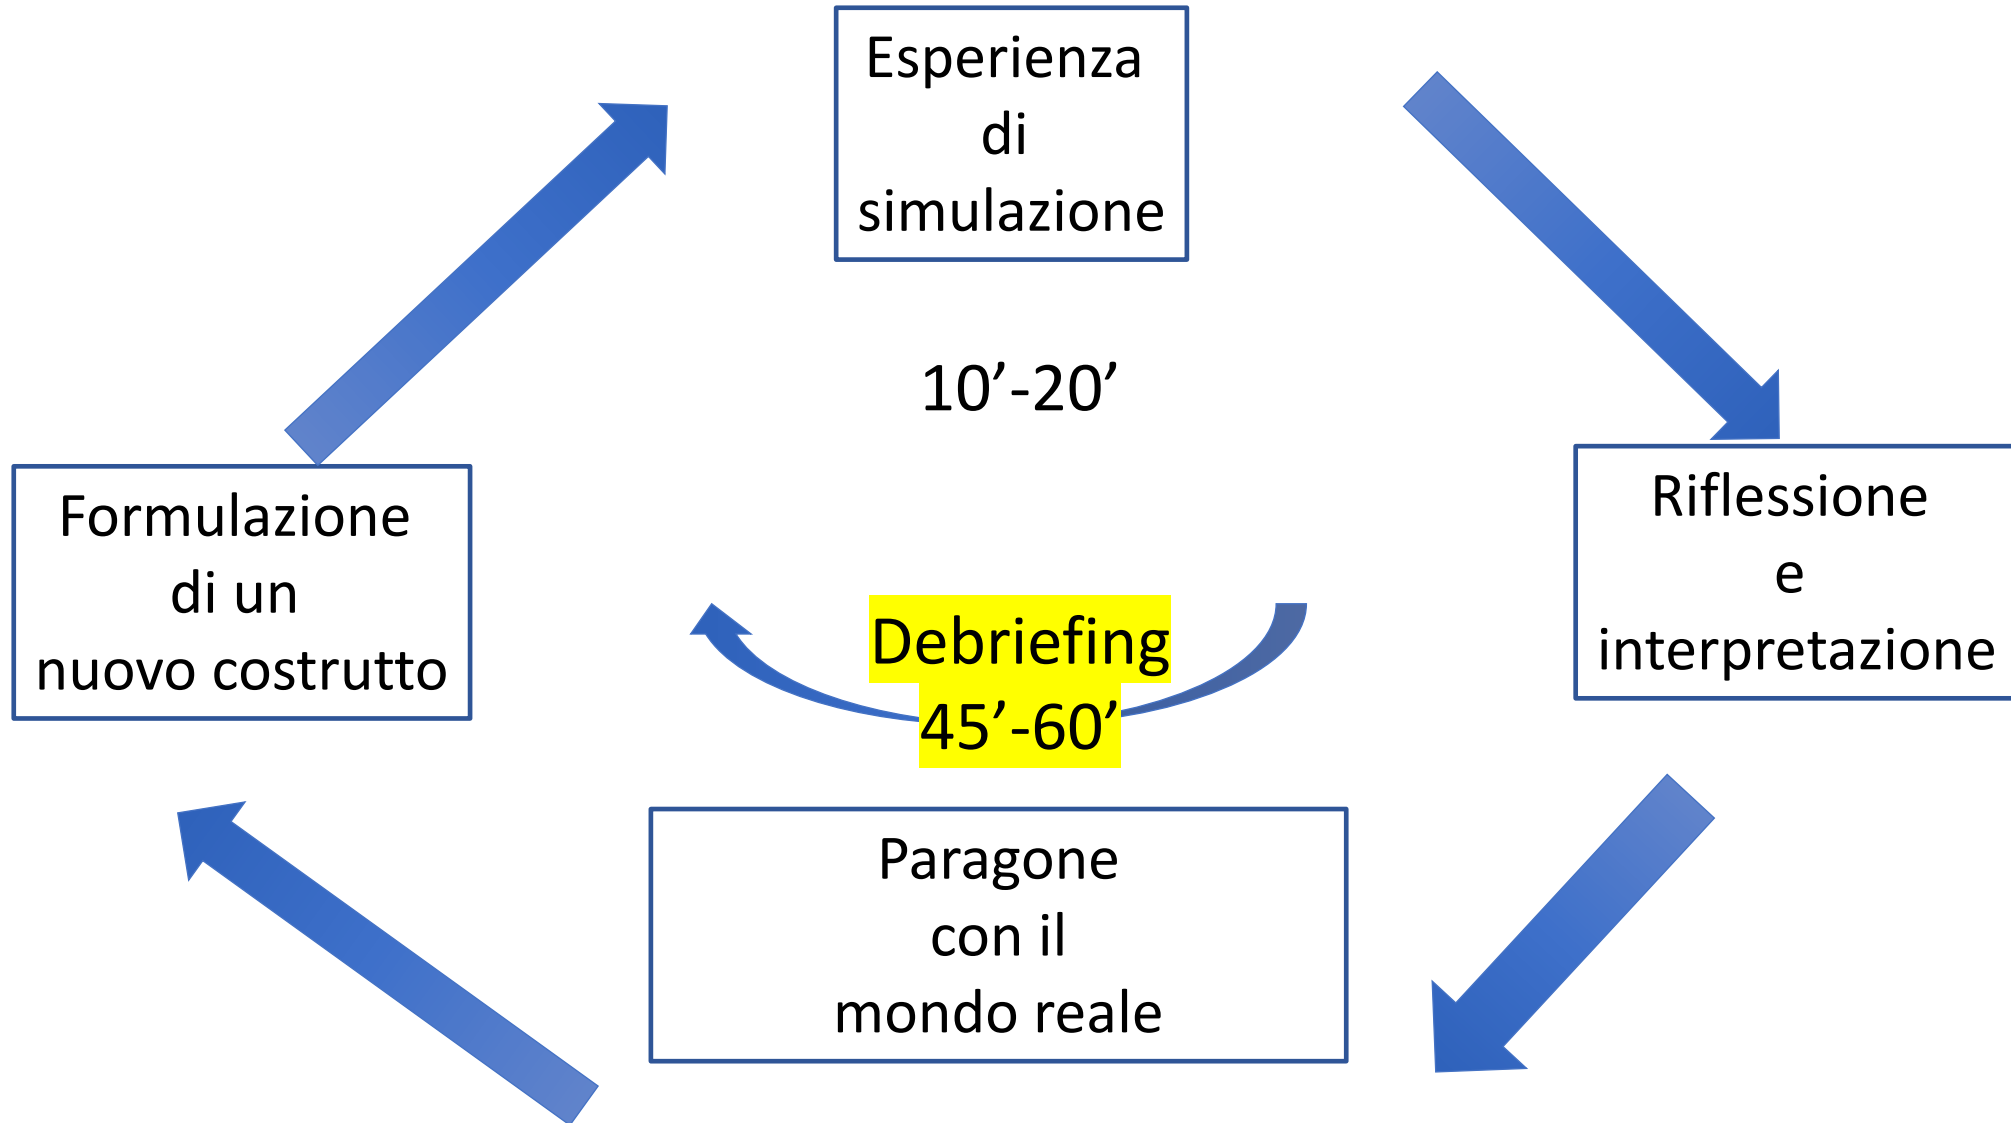 Esperienza
di
simulazione
10’-20’
Formulazione
di un
nuovo costrutto
Riflessione
e
interpretazione
Debriefing
45’-60’
Paragone
con il
mondo reale